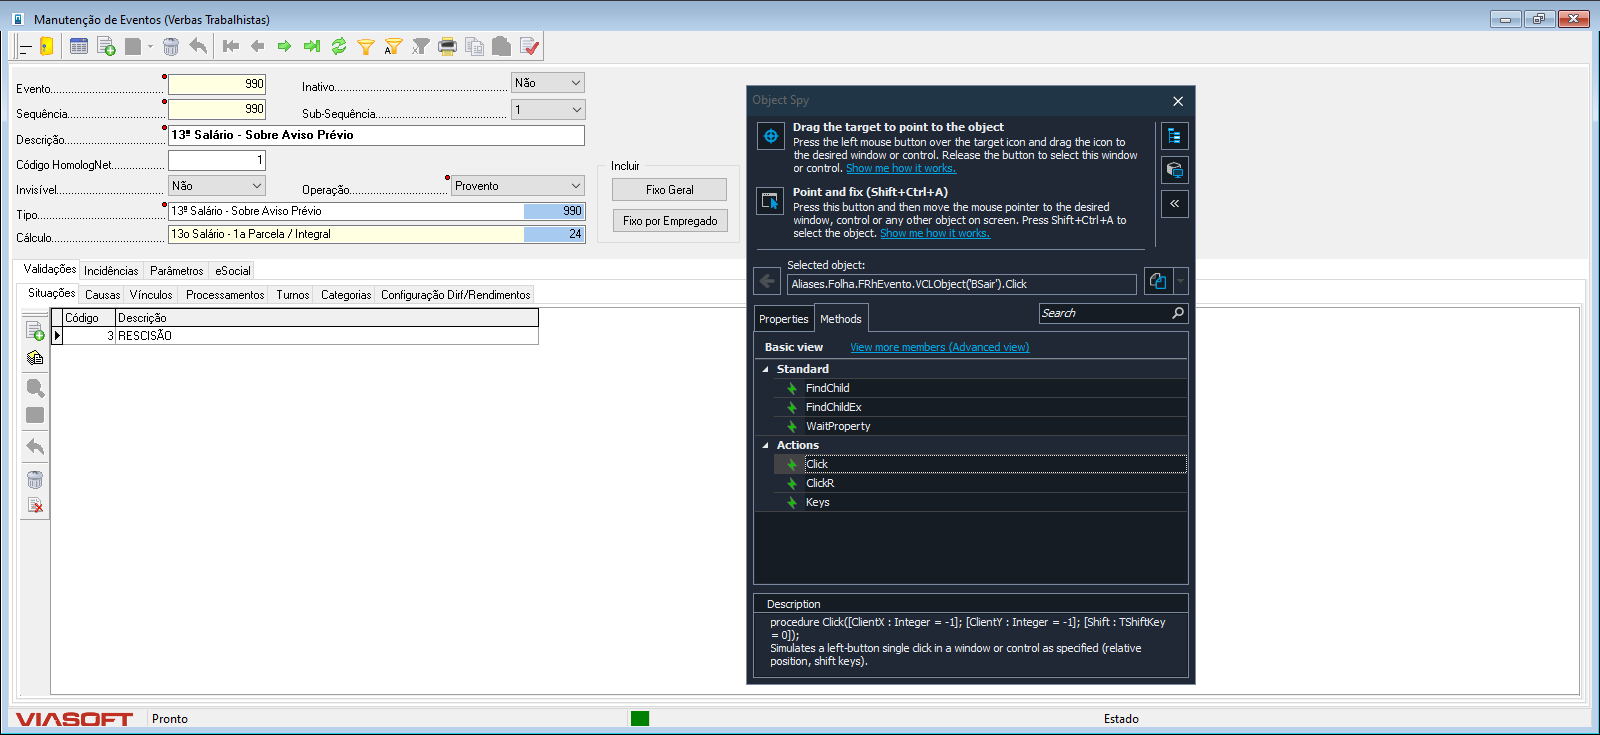 Manutenção de Eventos (Verbas Trabalhistas)
Evento 990
Inativo Não
Sequência 990
Sub-Sequência 1
Descrição 13º Salário - Sobre Aviso Prévio
Código HomologNet 1
Invisível Não
Operação Provento
Tipo 13º Salário - Sobre Aviso Prévio 990
Cálculo 13o Salário - 1a Parcela / Integral 24
Incluir
Fixo Geral
Fixo por Empregado
Validações Incidências Parâmetros eSocial
Situações Causas Vínculos Processamentos Turnos Categorias Configuração Dirf/Rendimentos
Código Descrição
3 RESCISÃO
Object Spy
Drag the target to point to the object
Press the left mouse button over the target icon and drag the icon to
the desired window or control. Release the button to select this window
or control. Show me how it works.
Point and fix (Shift+Ctrl+A)
Press this button and then move the mouse pointer to the desired
window, control or any other object on screen. Press Shift+Ctrl+A to
select the object. Show me how it works.
Selected object:
Aliases.Folha.FRhEvento.VCLObject('BSair').Click
Properties Methods
Search
Basic view View more members (Advanced view)
Standard
FindChild
FindChildEx
WaitProperty
Actions
Click
ClickR
Keys
Description
procedure Click([ClientX : Integer = -1]; [ClientY : Integer = -1]; [Shift : TShiftKey
= 0]);
Simulates a left-button single click in a window or control as specified (relative
position, shift keys).
VIASOFT Pronto
Estado